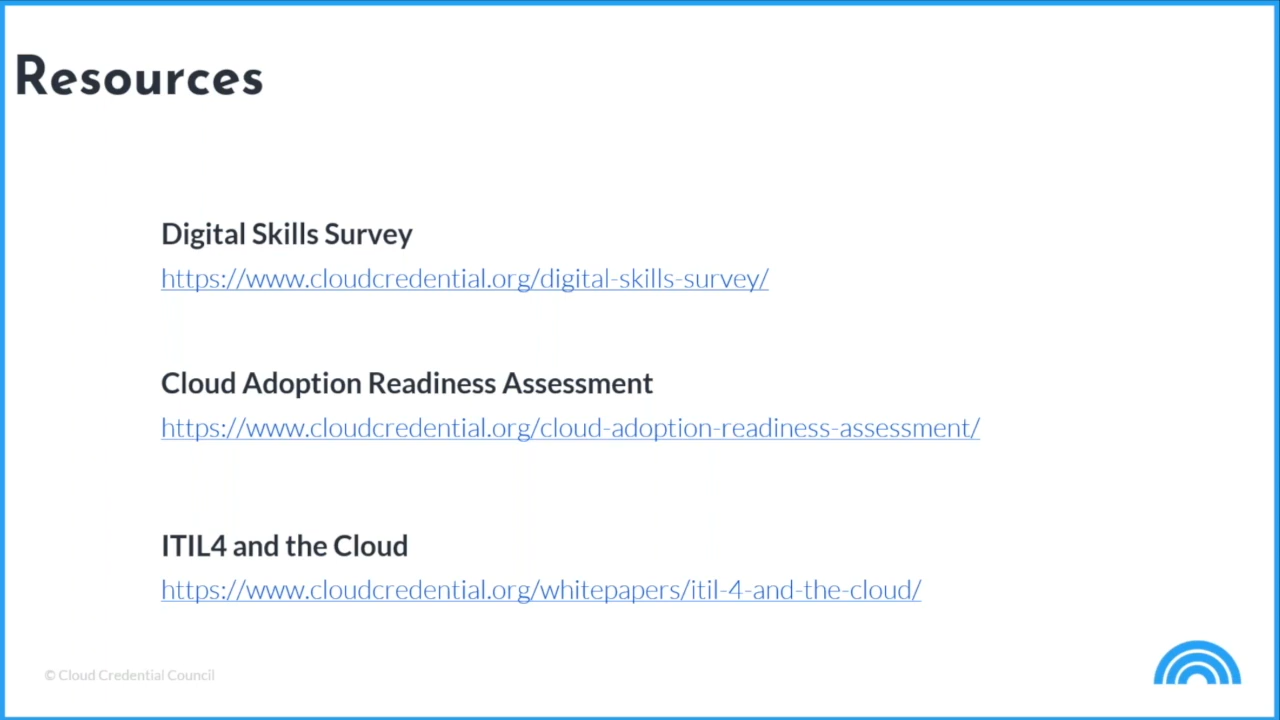 Resources
Digital Skills Survey
https://www.cloudcredential.org/digital-skills-survey/
Cloud Adoption Readiness Assessment
https://www.cloudcredential.org/cloud-adoption-readiness-assessment/
ITIL4 and the Cloud
https://www.cloudcredential.org/whitepapers/itil-4-and-the-cloud/
© Cloud Credential Council